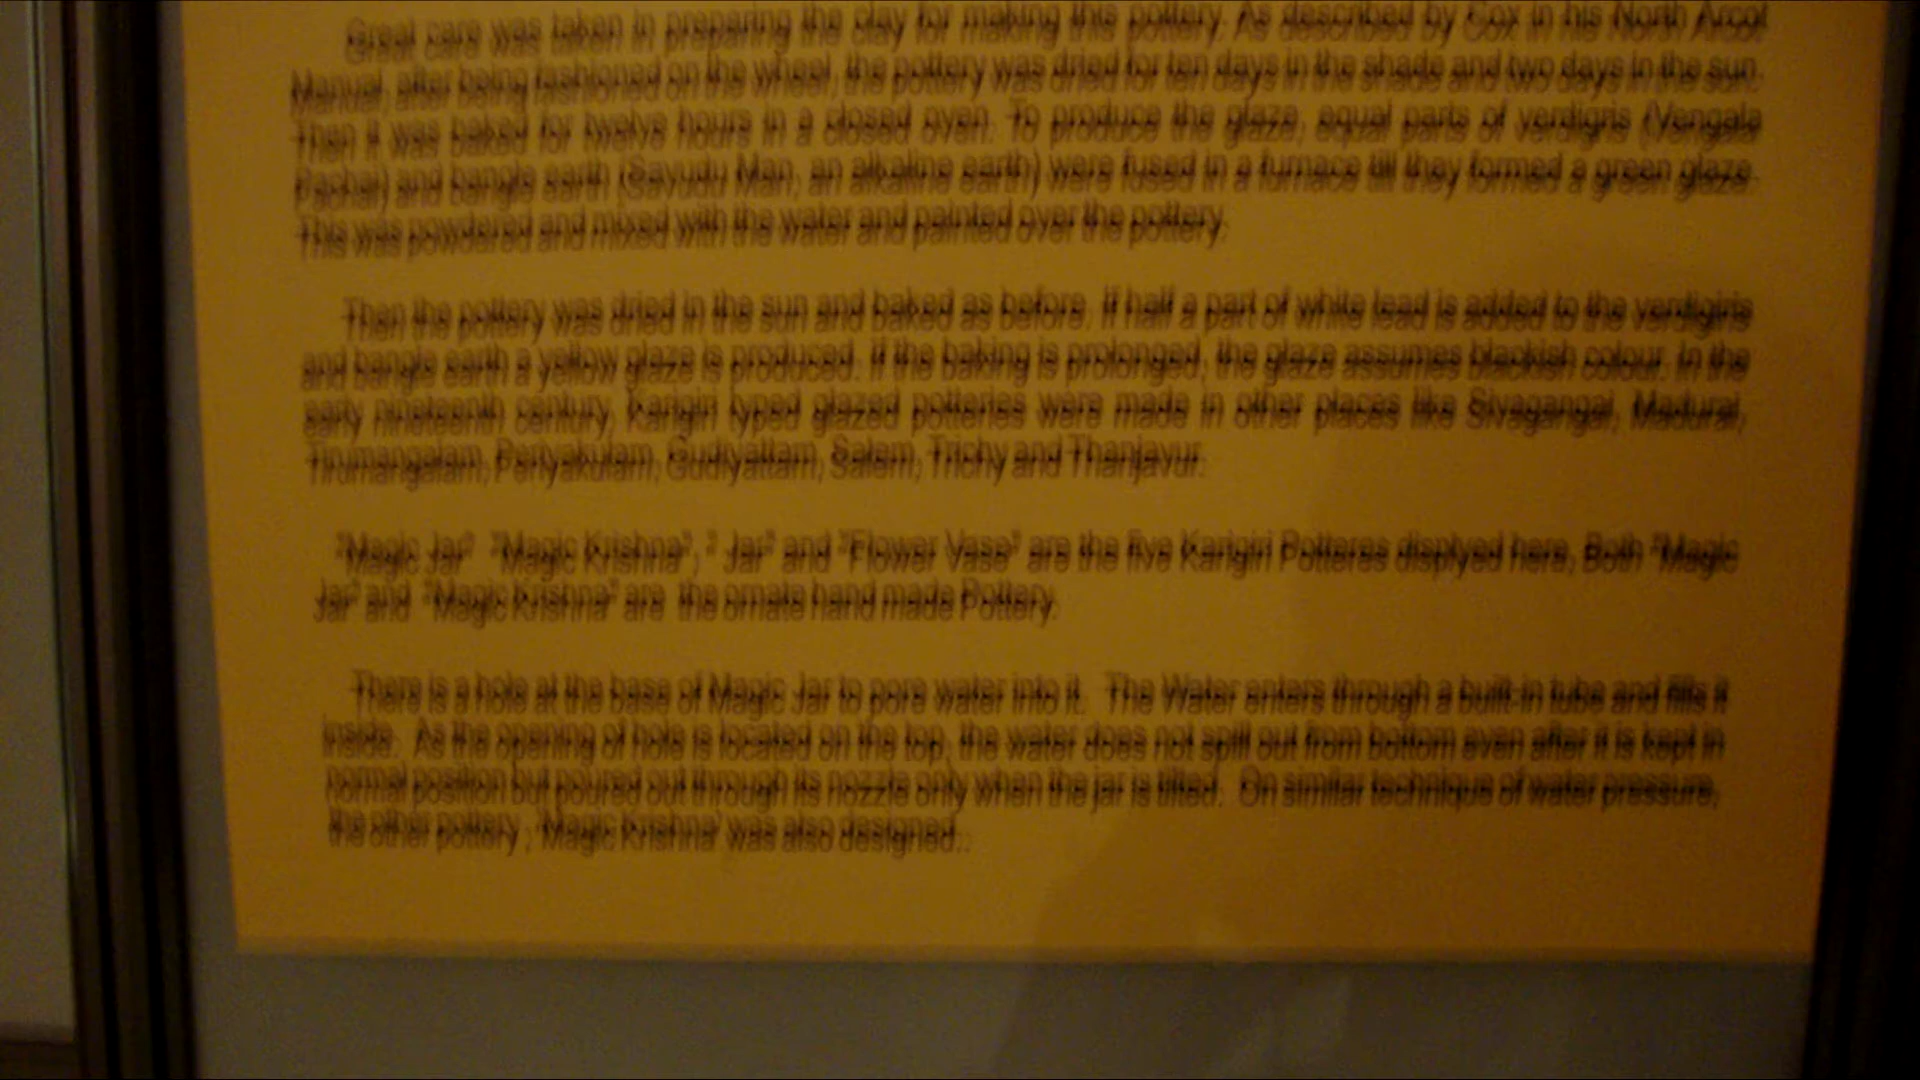 Great care was taken in preparing the clay for making this pottery. As described by Cox in his North Arcot
Manual, after being fashioned on the wheel, the pottery was dried for ten days in the shade and two days in the sun.
Then it was baked for twelve hours in a closed oven. To produce the glaze, equal parts of verdigris (Vengala
Pachai) and bangle earth (Savudu Man, an alkaline earth) were fused in a furnace till they formed a green glaze.
This was powdered and mixed with the water and painted over the pottery.
Then the pottery was dried in the sun and baked as before. If half a part of white lead is added to the verdigiris
and bangle earth a yellow glaze is produced. If the baking is prolonged, the glaze assumes blackish colour. In the
early nineteenth century, Karigiri typed glazed potteries were made in other places like Sivagangai, Madurai,
Tirumangalam, Periyakulam, Gudiyattam, Salem, Trichy and Thanjavur.
"Magic Jar" "Magic Krishna", " Jar" and "Flower Vase" are the five Karigiri Potteres displyed here, Both "Magic
Jar" and "Magic Krishna" are the ornate hand made Pottery.
There is a hole at the base of Magic Jar to pore water into it. The Water enters through a built-in tube and fills it
inside. As the opening of hole is located on the top, the water does not spill out from bottom even after it is kept in
normal position but poured out through its nozzle only when the jar is tilted. On similar technique of water pressure,
the other pottery , 'Magic Krishna' was also designed..